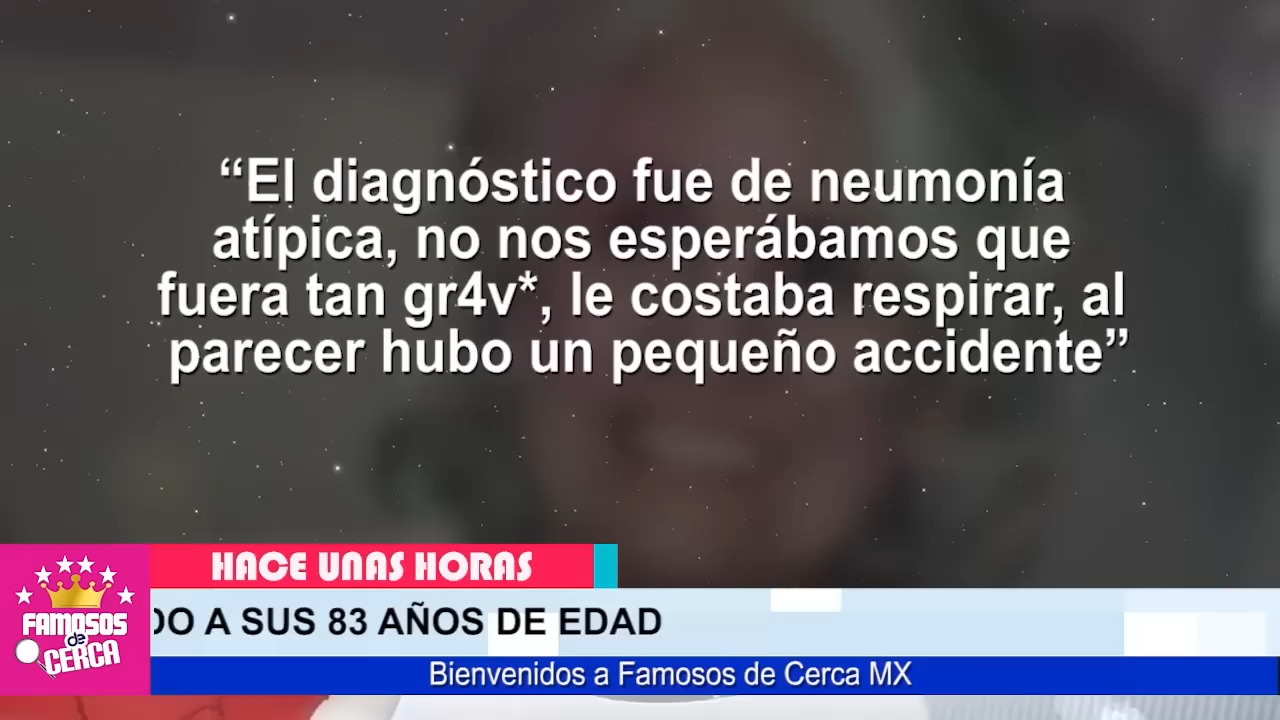 “El diagnóstico fue de neumonía
atípica, no nos esperábamos que
fuera tan gr4v*, le costaba respirar, al
parecer hubo un pequeño accidente”
HACE UNAS HORAS
DO A SUS 83 AÑOS DE EDAD
FAMOSOS
de
CERCA
Bienvenidos a Famosos de Cerca MX